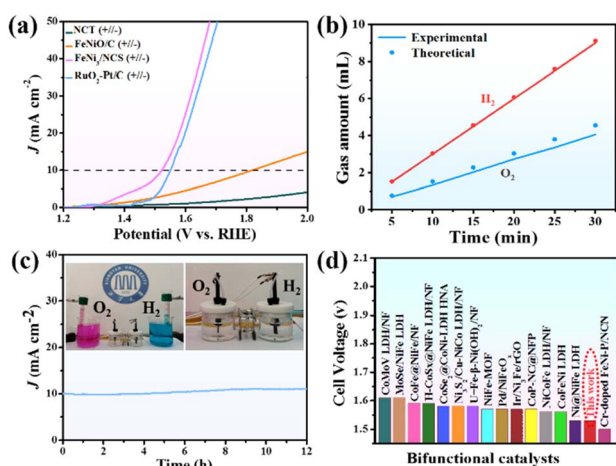 (a)
50
40
30
20
10
0
J (mA cm⁻²)
NCT (+/-)
FeNiO/C (+/-)
FeNi₃/NCS (+/-)
RuO₂-Pt/C (+/-)
1.2 1.4 1.6 1.8 2.0
Potential (V vs. RHE)
(b)
10
8
6
4
2
0
Gas amount (mL)
Experimental
Theoretical
H₂
O₂
5 10 15 20 25 30
Time (min)
(c)
40
30
20
10
0
J (mA cm⁻²)
O₂ H₂
O₂ H₂
0 2 4 6 8 10 12
Time (h)
(d)
2.1
2.0
1.9
1.8
1.7
1.6
1.5
Cell Voltage (v)
CoMoV LDH/NF
MoSe/NiFe LDH
CoFe@NiFe/NF
H-CoSx@NiFe LDH/NF
CoSe₂@CoNi-LDH HNA
Ni₃S₂/Cu-NiCo LDH/NF
U-Fe-β-Ni(OH)₂/NF
NiFe-MOF
Pd/NiFeOₓ
Ir/Ni₃Fe/rGO
CoP-NC@NFP
NiCoFe LDH/NF
CoFeNi LDH
Ni@NiFe LDH
This work
Cr-doped FeNi-P/NCN
Bifunctional catalysts